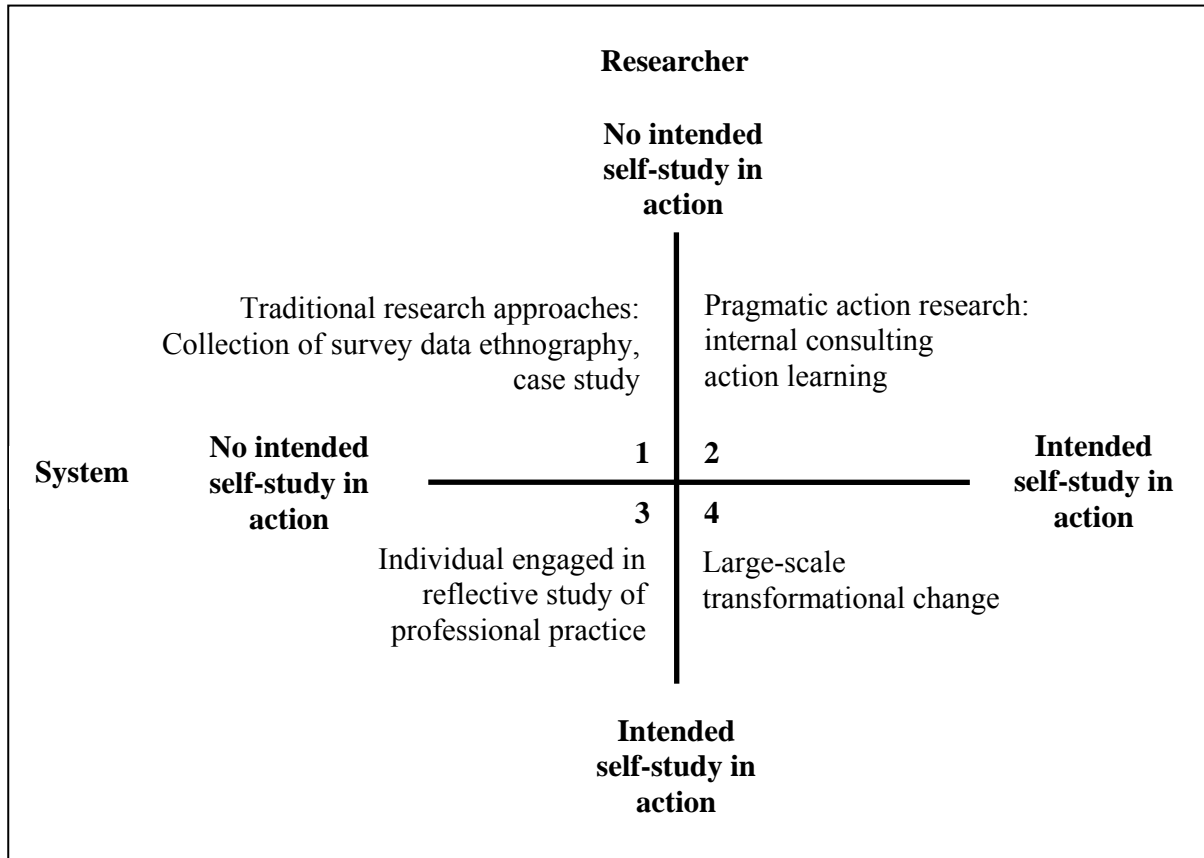 Researcher
No intended
self-study in
action
Traditional research approaches:
Collection of survey data ethnography,
case study
Pragmatic action research:
internal consulting
action learning
System
No intended
self-study in
action
1
2
Intended
self-study in
action
3
4
Individual engaged in
reflective study of
professional practice
Large-scale
transformational change
Intended
self-study in
action